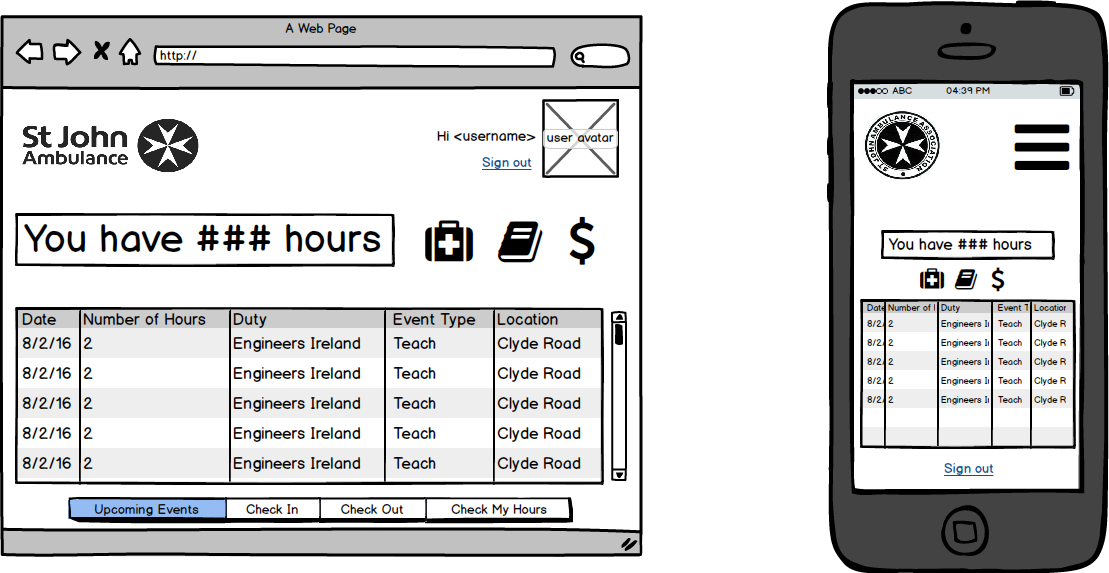 A Web Page
http://
St John
Ambulance
Hi <username>
user avatar
Sign out
You have ### hours
$
Date Number of Hours Duty Event Type Location
8/2/16 2 Engineers Ireland Teach Clyde Road
8/2/16 2 Engineers Ireland Teach Clyde Road
8/2/16 2 Engineers Ireland Teach Clyde Road
8/2/16 2 Engineers Ireland Teach Clyde Road
8/2/16 2 Engineers Ireland Teach Clyde Road
Upcoming Events Check In Check Out Check My Hours
ABC 04:39 PM
ST JOHN AMBULANCE ASSOCIATION
You have ### hours
$
Date Number of Duty Event T Location
8/2/ 2 Engineers I Teach Clyde R
8/2/ 2 Engineers I Teach Clyde R
8/2/ 2 Engineers I Teach Clyde R
8/2/ 2 Engineers I Teach Clyde R
8/2/ 2 Engineers I Teach Clyde R
Sign out